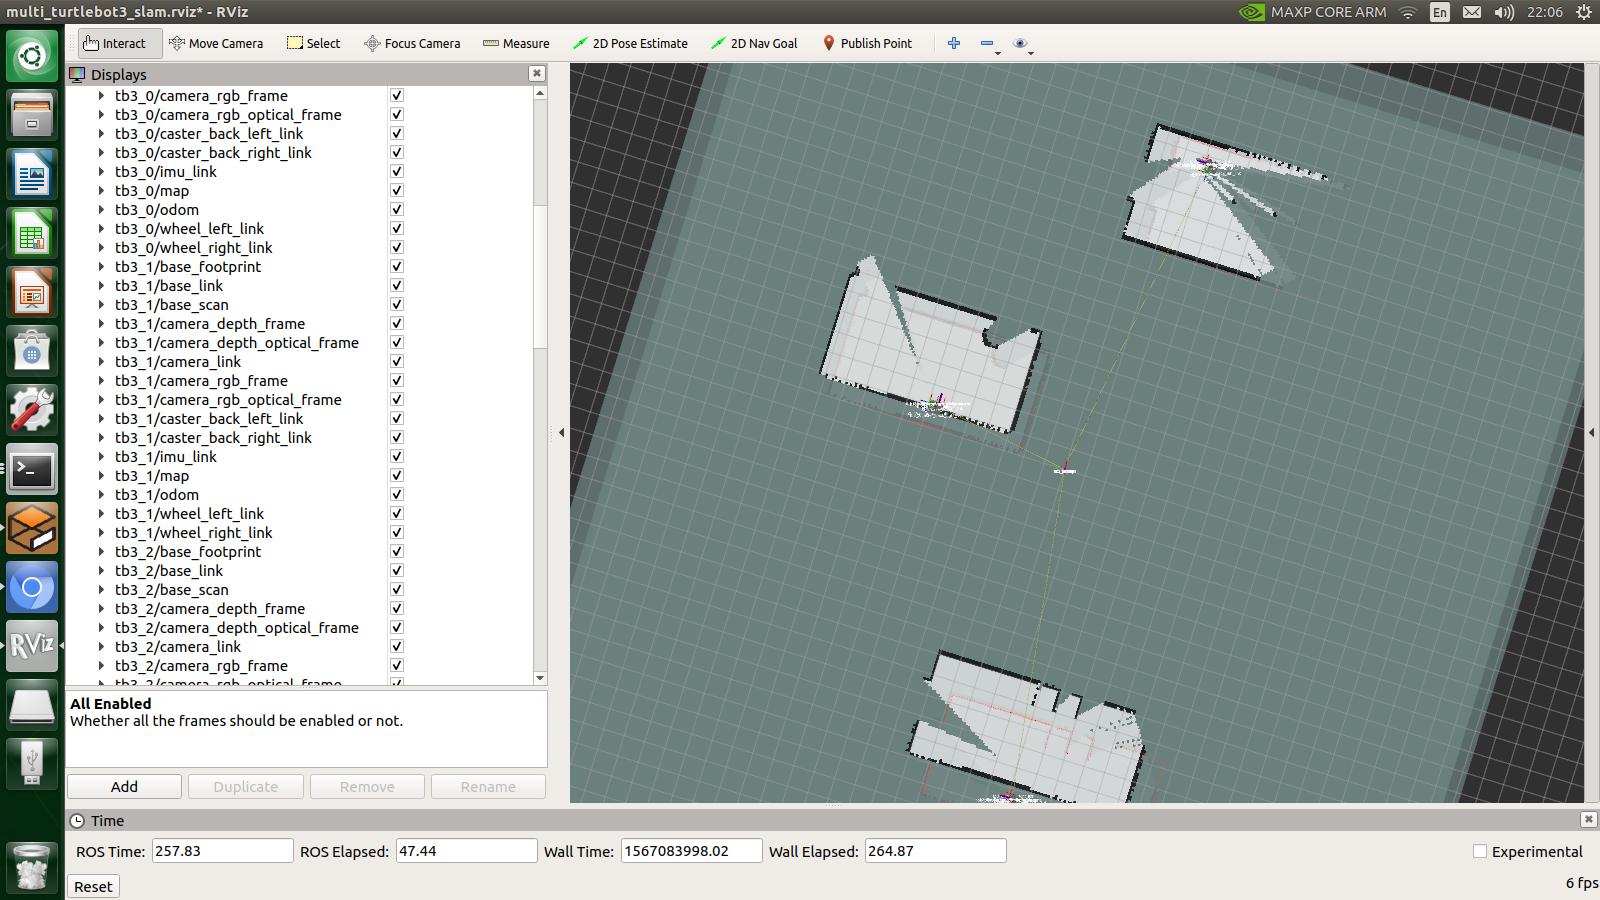 multi_turtlebot3_slam.rviz* - RViz
MAXP CORE ARM
En
22:06
Interact
Move Camera
Select
Focus Camera
Measure
2D Pose Estimate
2D Nav Goal
Publish Point
Displays
tb3_0/camera_rgb_frame
tb3_0/camera_rgb_optical_frame
tb3_0/caster_back_left_link
tb3_0/caster_back_right_link
tb3_0/imu_link
tb3_0/map
tb3_0/odom
tb3_0/wheel_left_link
tb3_0/wheel_right_link
tb3_1/base_footprint
tb3_1/base_link
tb3_1/base_scan
tb3_1/camera_depth_frame
tb3_1/camera_depth_optical_frame
tb3_1/camera_link
tb3_1/camera_rgb_frame
tb3_1/camera_rgb_optical_frame
tb3_1/caster_back_left_link
tb3_1/caster_back_right_link
tb3_1/imu_link
tb3_1/map
tb3_1/odom
tb3_1/wheel_left_link
tb3_1/wheel_right_link
tb3_2/base_footprint
tb3_2/base_link
tb3_2/base_scan
tb3_2/camera_depth_frame
tb3_2/camera_depth_optical_frame
tb3_2/camera_link
tb3_2/camera_rgb_frame
tb3_2/camera_rgb_optical_frame
RViz
All Enabled
Whether all the frames should be enabled or not.
Add
Duplicate
Remove
Rename
Time
ROS Time: 257.83
ROS Elapsed: 47.44
Wall Time: 1567083998.02
Wall Elapsed: 264.87
Experimental
Reset
6 fps